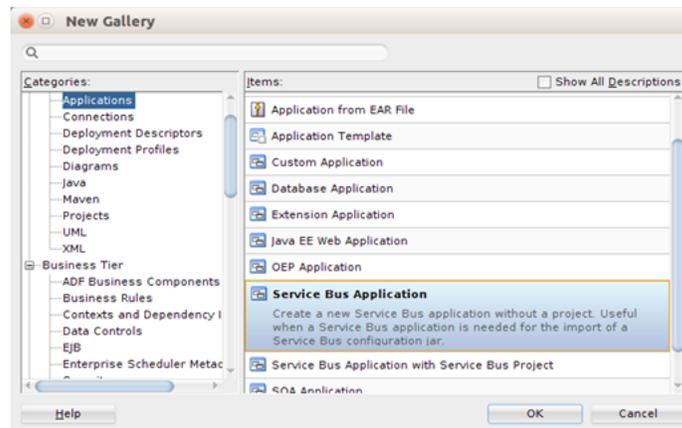 New Gallery
Categories:
Applications
Connections
Deployment Descriptors
Deployment Profiles
Diagrams
Java
Maven
Projects
UML
XML
Business Tier
ADF Business Components
Business Rules
Contexts and Dependency I
Data Controls
EJB
Enterprise Scheduler Metac
Items:
Show All Descriptions
Application from EAR File
Application Template
Custom Application
Database Application
Extension Application
Java EE Web Application
OEP Application
Service Bus Application
Create a new Service Bus application without a project. Useful
when a Service Bus application is needed for the import of a
Service Bus configuration jar.
Service Bus Application with Service Bus Project
SOA Application
Help
OK
Cancel